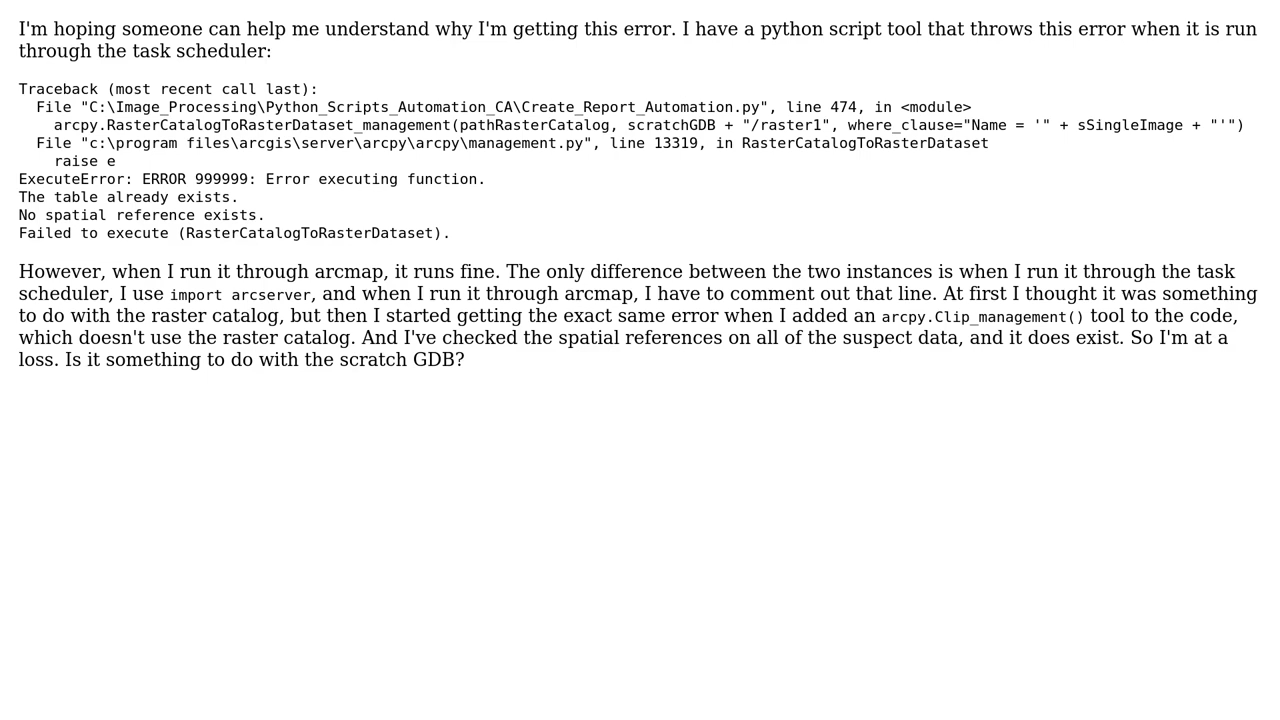 I'm hoping someone can help me understand why I'm getting this error. I have a python script tool that throws this error when it is run
through the task scheduler:
Traceback (most recent call last):
  File "C:\Image_Processing\Python_Scripts_Automation_CA\Create_Report_Automation.py", line 474, in <module>
    arcpy.RasterCatalogToRasterDataset_management(pathRasterCatalog, scratchGDB + "/raster1", where_clause="Name = '" + sSingleImage + "'")
  File "c:\program files\arcgis\server\arcpy\arcpy\management.py", line 13319, in RasterCatalogToRasterDataset
    raise e
ExecuteError: ERROR 999999: Error executing function.
The table already exists.
No spatial reference exists.
Failed to execute (RasterCatalogToRasterDataset).
However, when I run it through arcmap, it runs fine. The only difference between the two instances is when I run it through the task
scheduler, I use import arcserver, and when I run it through arcmap, I have to comment out that line. At first I thought it was something
to do with the raster catalog, but then I started getting the exact same error when I added an arcpy.Clip_management() tool to the code,
which doesn't use the raster catalog. And I've checked the spatial references on all of the suspect data, and it does exist. So I'm at a
loss. Is it something to do with the scratch GDB?